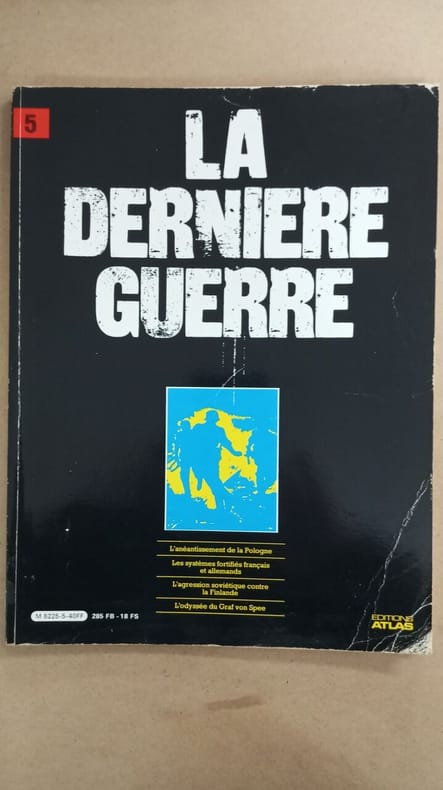 5
LA
DERNIERE
GUERRE
L'anéantissement de la Pologne
Les systèmes fortifiés français
et allemands
L'agression soviétique contre
la Finlande
L'odyssée du Graf von Spee
M 6225-5-40FF 285 FB - 18 FS
EDITIONS
ATLAS